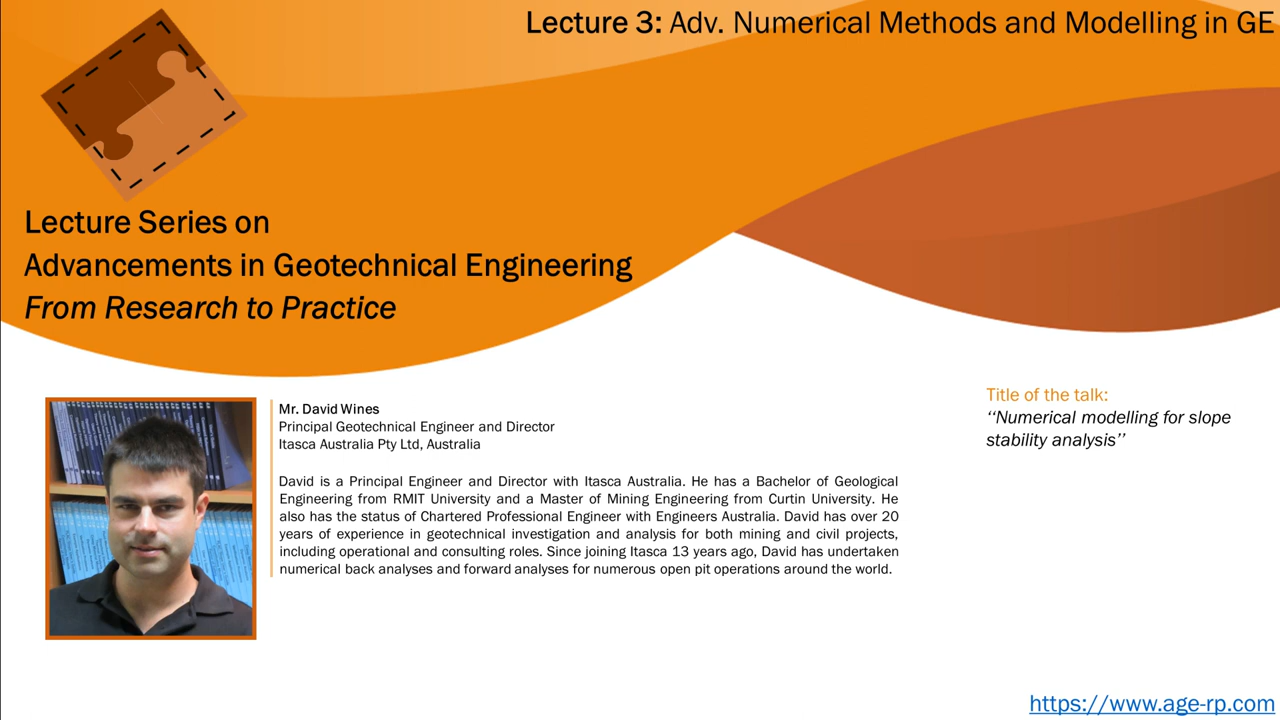 Lecture 3: Adv. Numerical Methods and Modelling in GE
Lecture Series on
Advancements in Geotechnical Engineering
From Research to Practice
Mr. David Wines
Principal Geotechnical Engineer and Director
Itasca Australia Pty Ltd, Australia
David is a Principal Engineer and Director with Itasca Australia. He has a Bachelor of Geological
Engineering from RMIT University and a Master of Mining Engineering from Curtin University. He
also has the status of Chartered Professional Engineer with Engineers Australia. David has over 20
years of experience in geotechnical investigation and analysis for both mining and civil projects,
including operational and consulting roles. Since joining Itasca 13 years ago, David has undertaken
numerical back analyses and forward analyses for numerous open pit operations around the world.
Title of the talk:
‘‘Numerical modelling for slope
stability analysis’’
https://www.age-rp.com